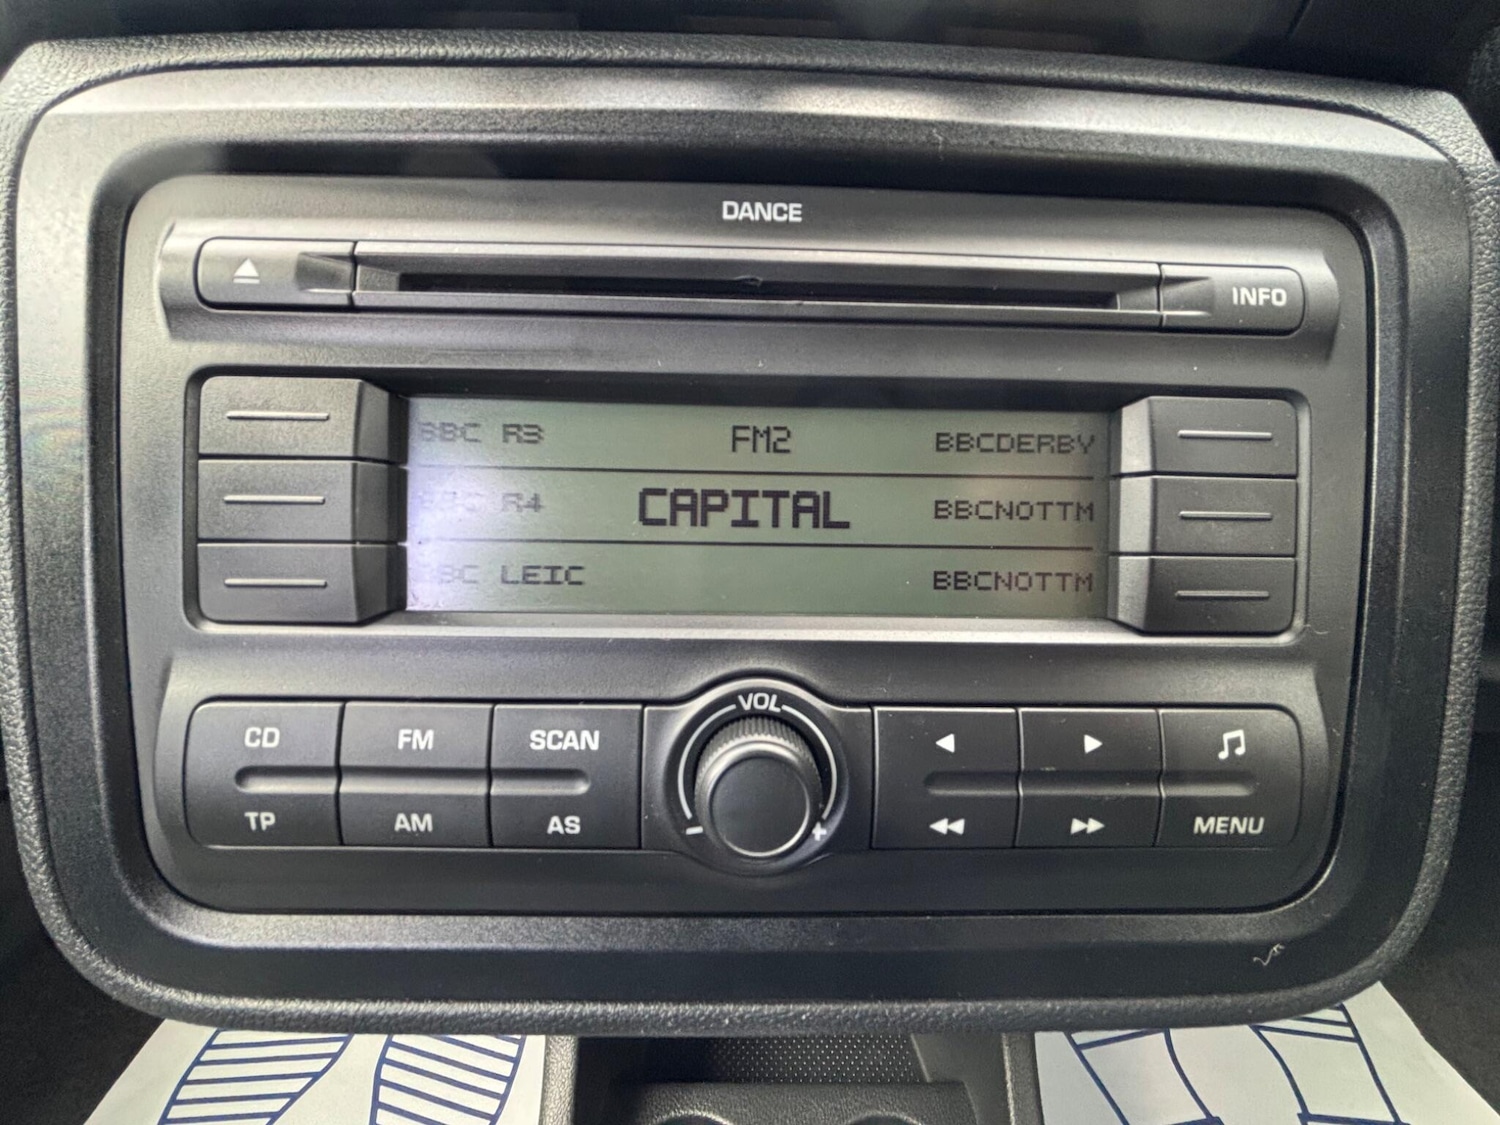 DANCE
INFO
BBC R3 FM2 BBCDERBY
R4 CAPITAL BBCNOTTM
BBC LEIC BBCNOTTM
VOL
CD FM SCAN
TP AM AS - + MENU